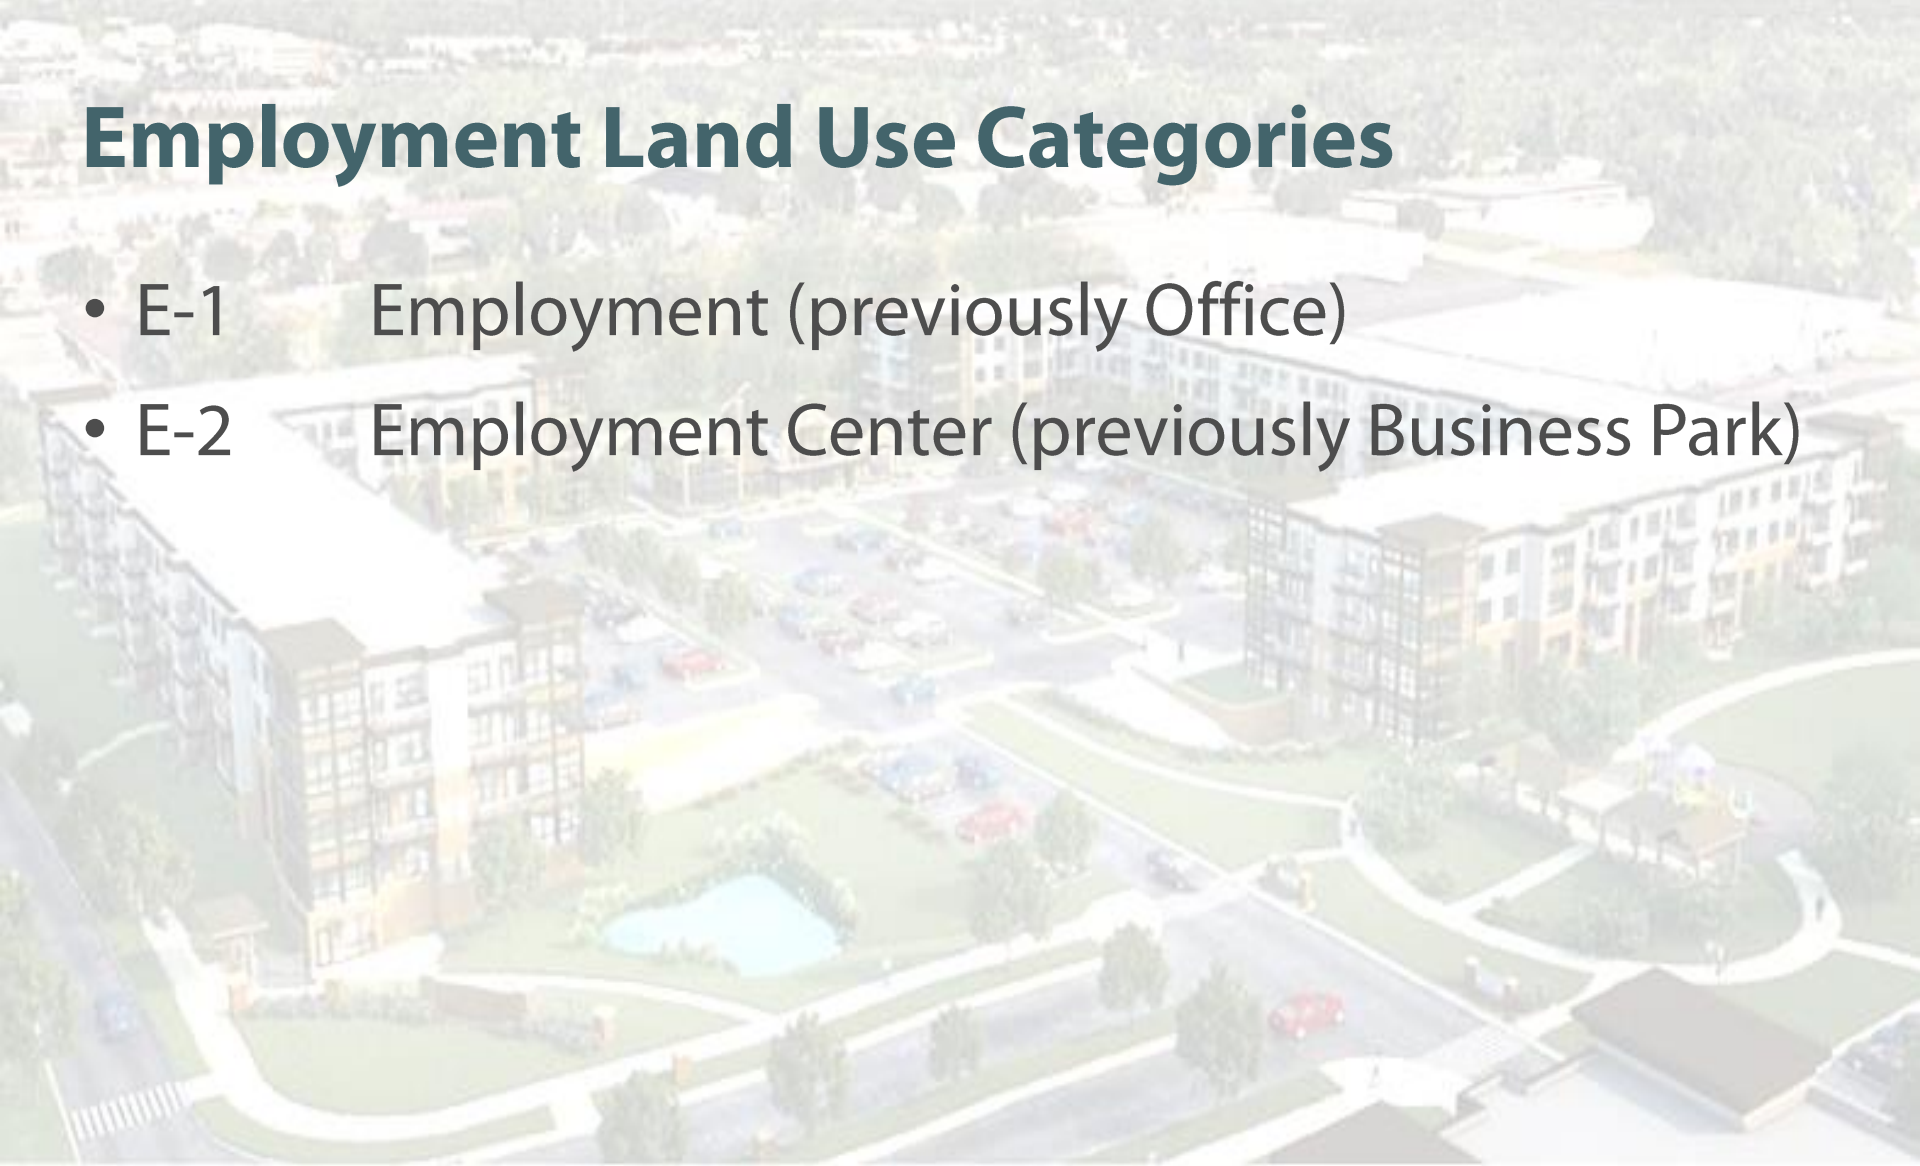 Employment Land Use Categories
• E-1 Employment (previously Office)
• E-2 Employment Center (previously Business Park)